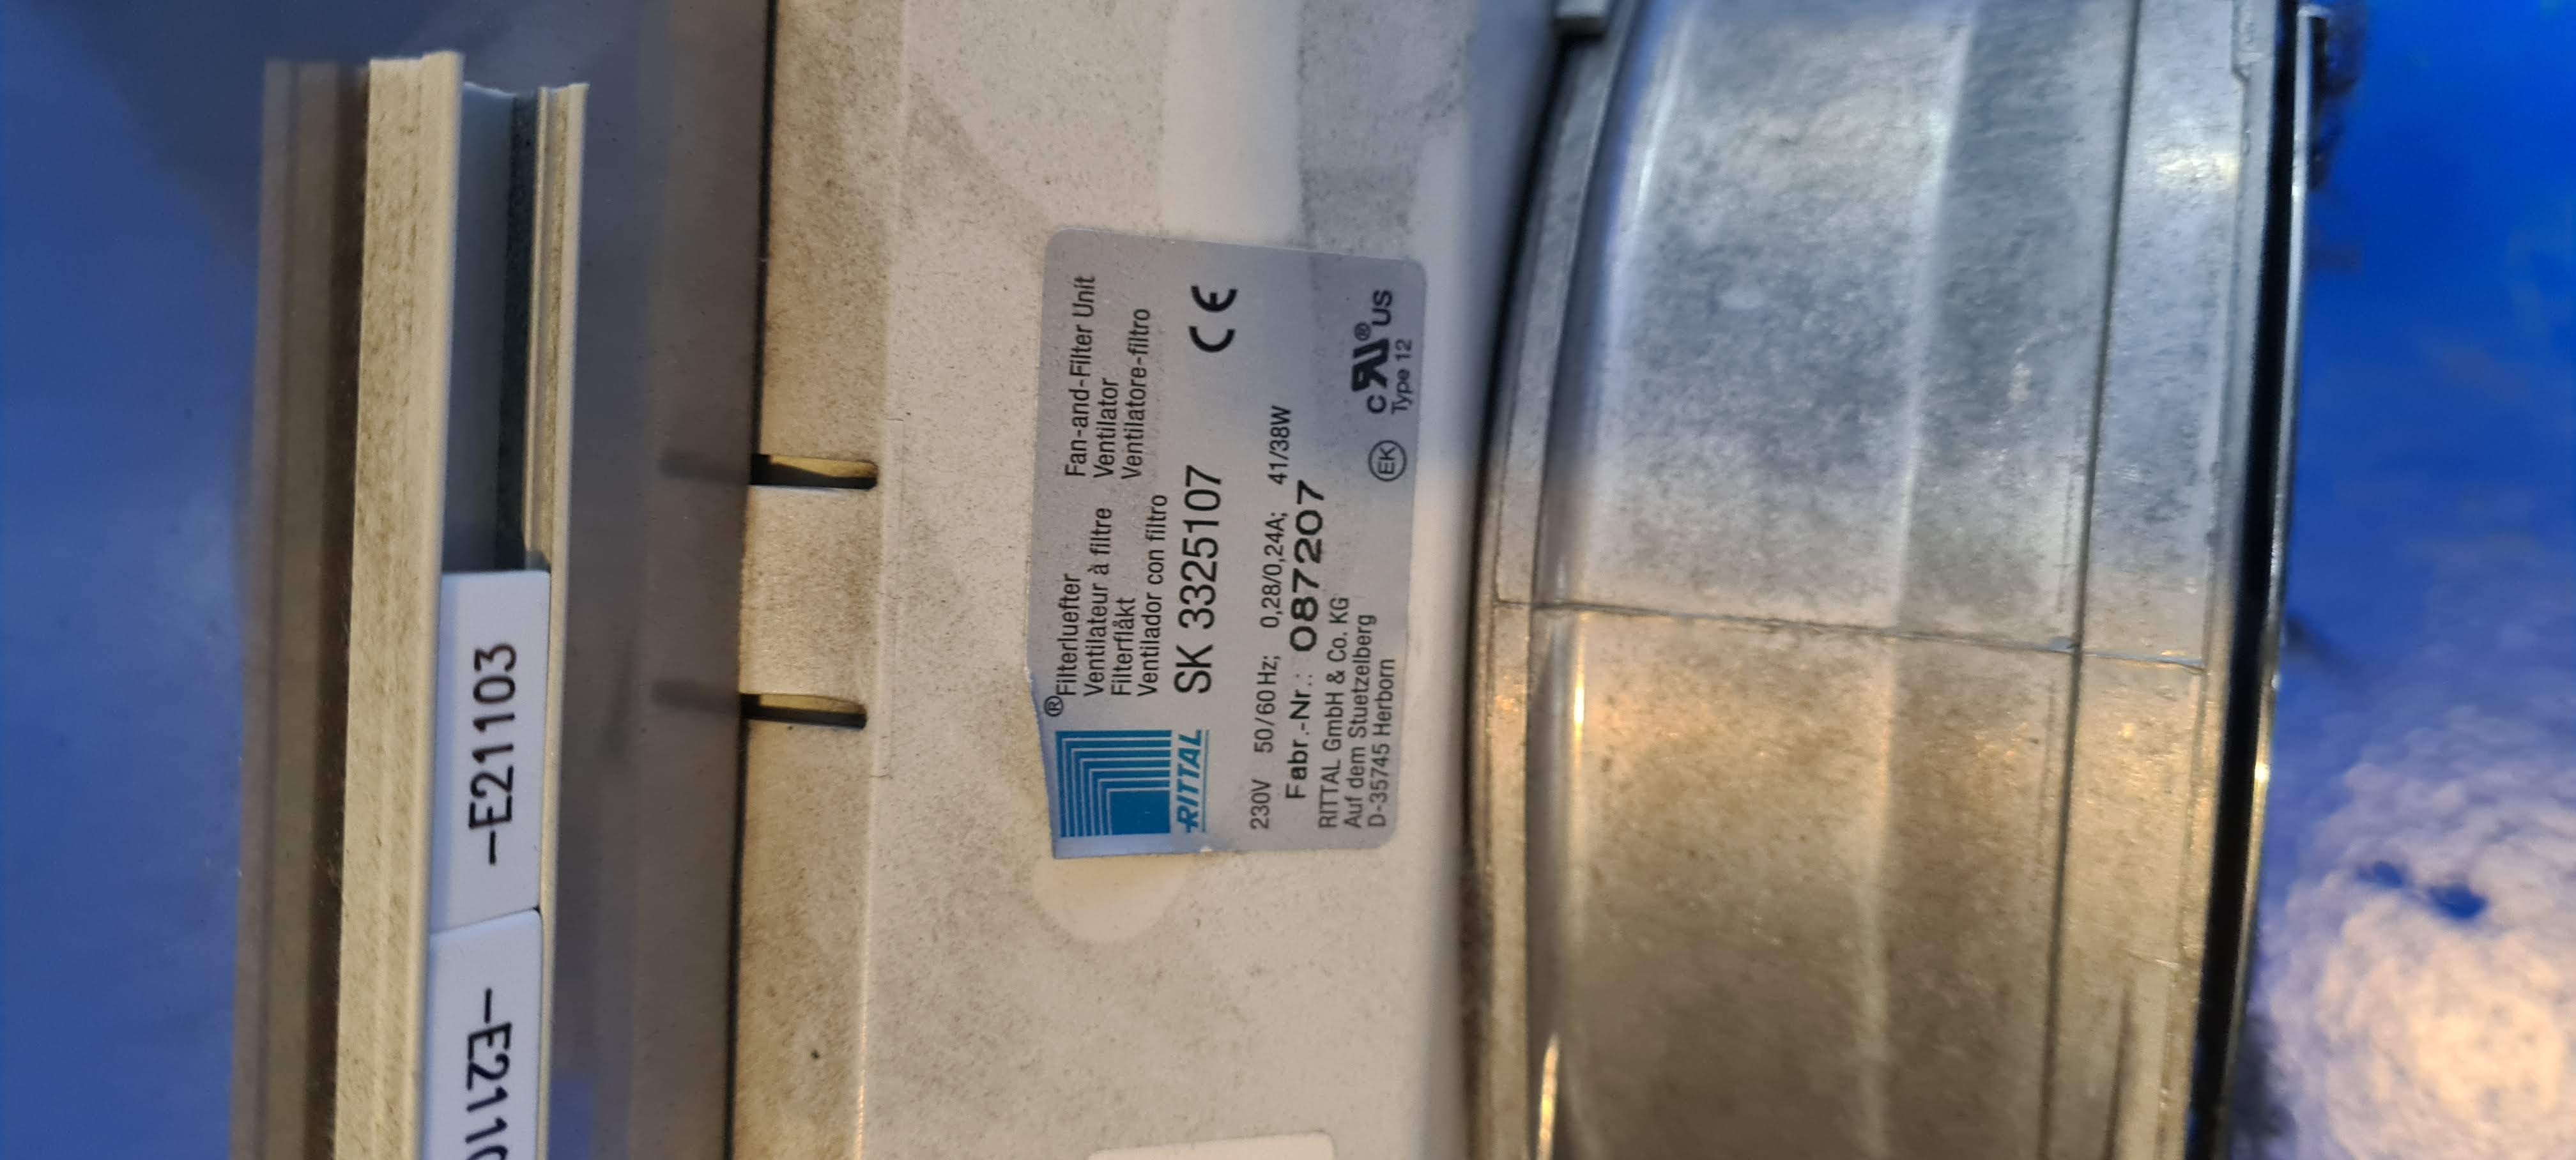 ® Filterluefter Fan-and-Filter Unit
Ventilateur à filtre Ventilator
Filterfläkt Ventilatore-filtro
Ventilador con filtro
RITTAL
SK 3325107 CE
230V 50/60 Hz; 0,28/0,24A; 41/38W
Fabr.-Nr.: 087207
RITTAL GmbH & Co. KG
Auf dem Stuetzelberg
D-35745 Herborn
EK
c RU® US
Type 12
-E21103
-E2110